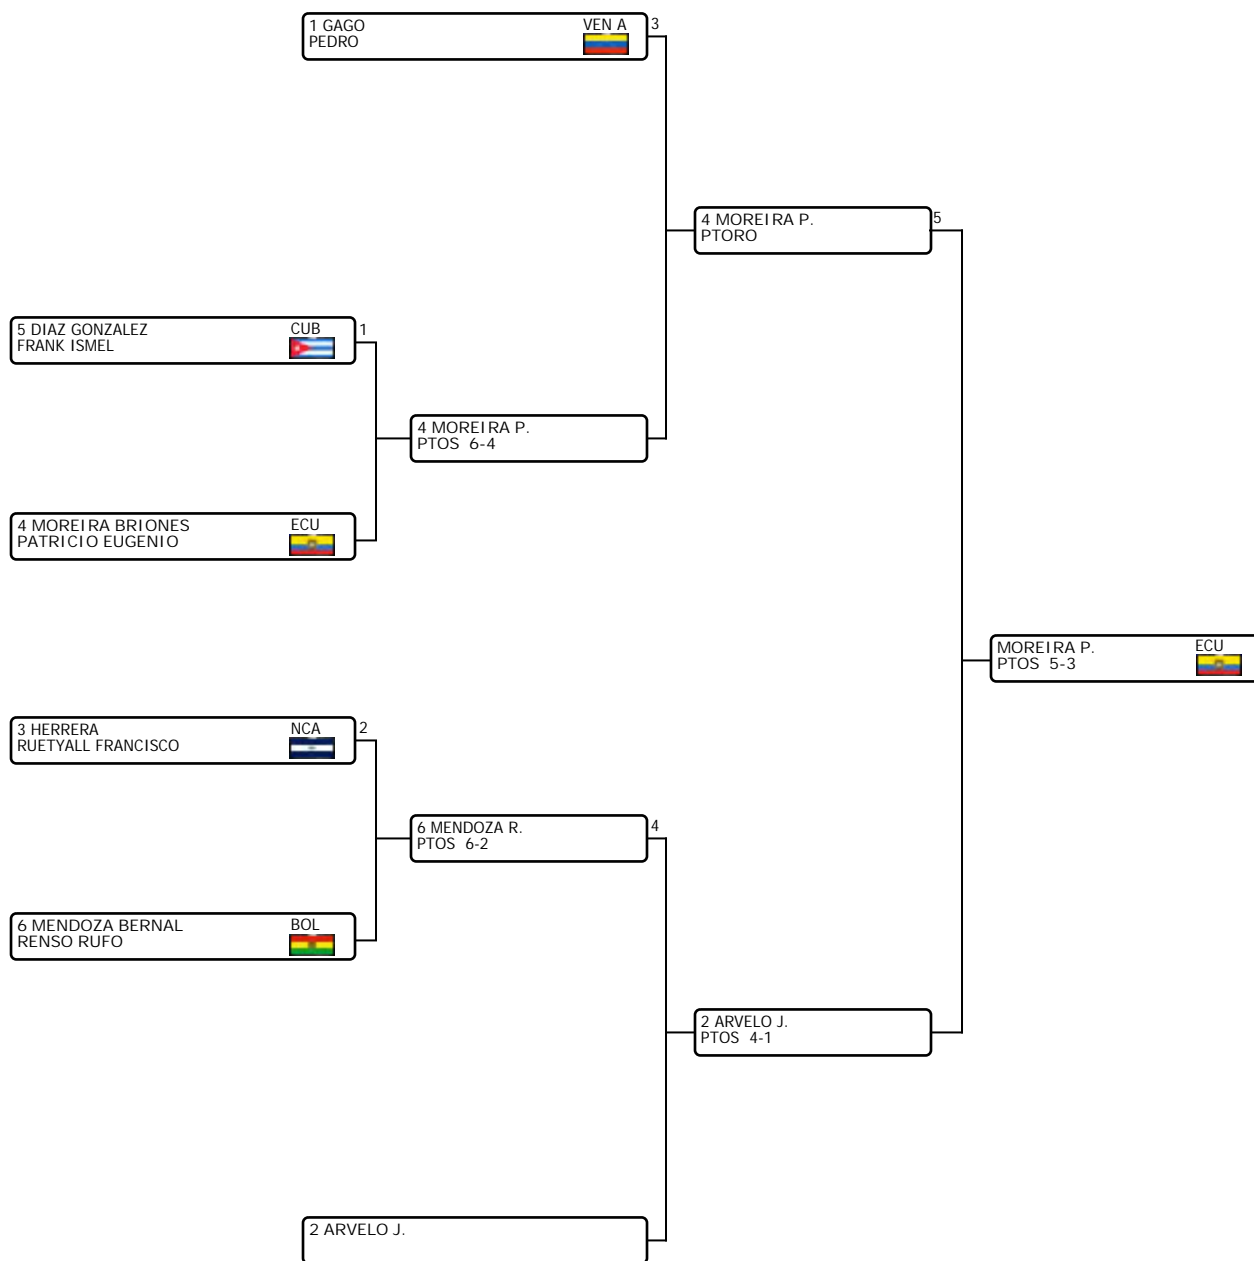 1 GAGO
PEDRO
VEN A
3
4 MOREIRA P.
PTORO
5
5 DIAZ GONZALEZ
FRANK ISMEL
CUB
1
4 MOREIRA P.
PTOS 6-4
4 MOREIRA BRIONES
PATRICIO EUGENIO
ECU
MOREIRA P.
PTOS 5-3
ECU
3 HERRERA
RUETYALL FRANCISCO
NCA
2
6 MENDOZA R.
PTOS 6-2
4
6 MENDOZA BERNAL
RENSO RUFO
BOL
2 ARVELO J.
PTOS 4-1
2 ARVELO J.